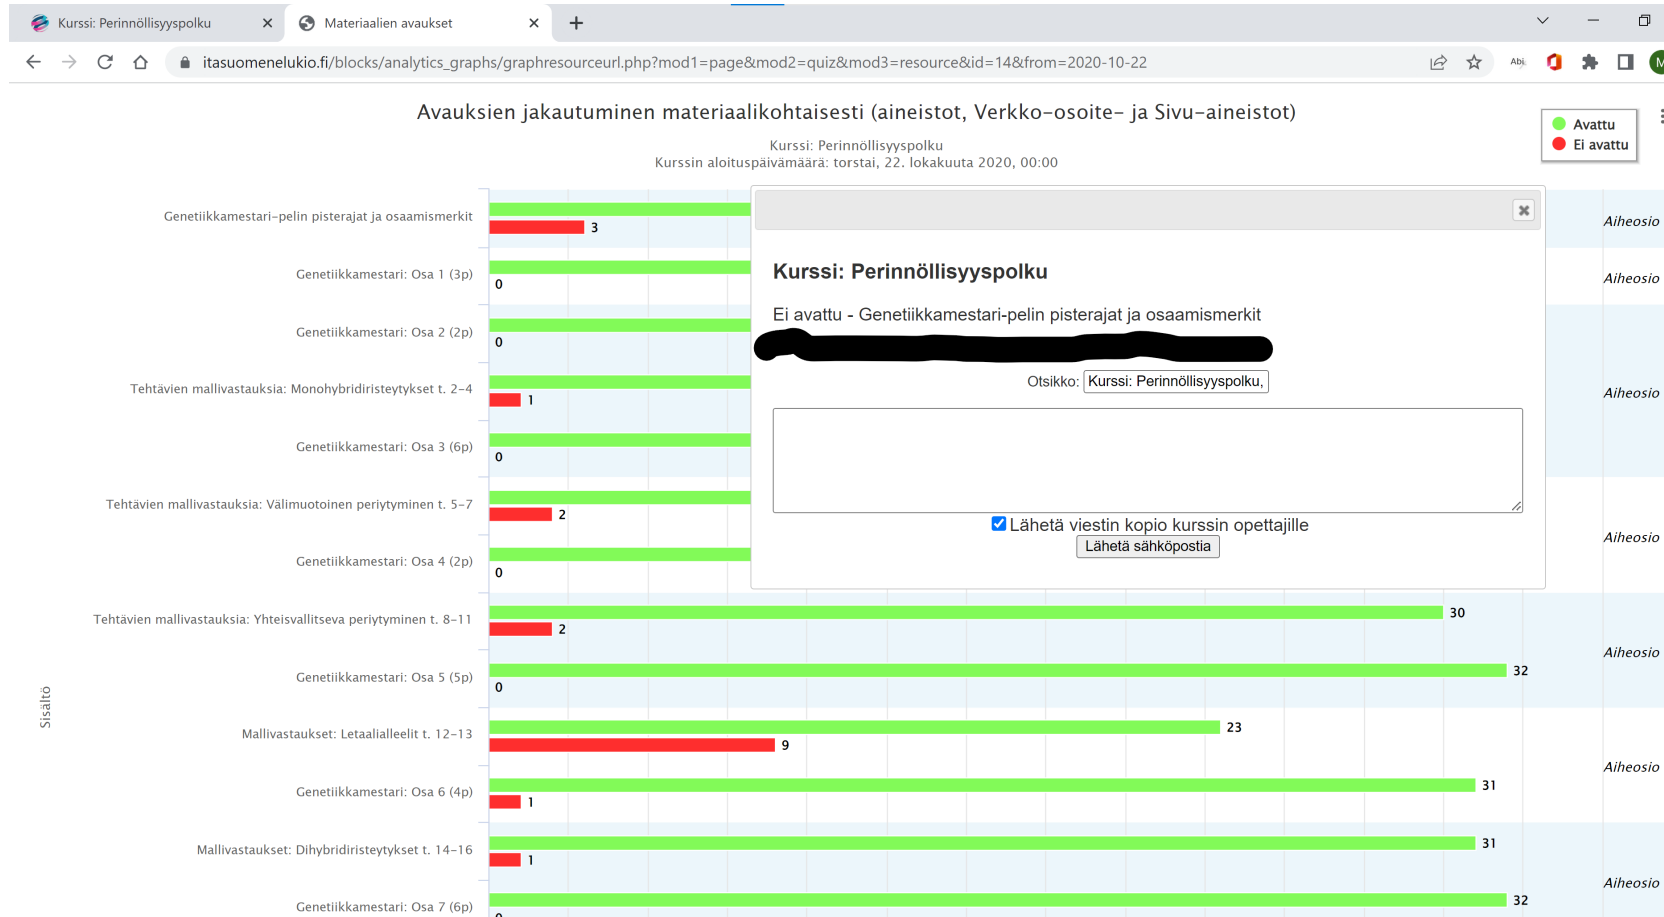 Kurssi: Perinnöllisyyspolku
Materiaalien avaukset
itasuomenelukio.fi/blocks/analytics_graphs/graphresourceurl.php?mod1=page&mod2=quiz&mod3=resource&id=14&from=2020-10-22
Abi
M
Avauksien jakautuminen materiaalikohtaisesti (aineistot, Verkko-osoite- ja Sivu-aineistot)
Kurssi: Perinnöllisyyspolku
Kurssin aloituspäivämäärä: torstai, 22. lokakuuta 2020, 00:00
Avattu
Ei avattu
Genetiikkamestari-pelin pisterajat ja osaamismerkit
3
Aiheosio
Genetiikkamestari: Osa 1 (3p)
0
Aiheosio
Genetiikkamestari: Osa 2 (2p)
0
Tehtävien mallivastauksia: Monohybridiristeytykset t. 2-4
1
Aiheosio
Genetiikkamestari: Osa 3 (6p)
0
Tehtävien mallivastauksia: Välimuotoinen periytyminen t. 5-7
2
Aiheosio
Genetiikkamestari: Osa 4 (2p)
0
Kurssi: Perinnöllisyyspolku
Ei avattu - Genetiikkamestari-pelin pisterajat ja osaamismerkit
Otsikko: Kurssi: Perinnöllisyyspolku,
Lähetä viestin kopio kurssin opettajille
Lähetä sähköpostia
Tehtävien mallivastauksia: Yhteisvallitseva periytyminen t. 8-11
30
2
Aiheosio
Genetiikkamestari: Osa 5 (5p)
32
0
Sisältö
Mallivastaukset: Letaalialleelit t. 12-13
23
9
Aiheosio
Genetiikkamestari: Osa 6 (4p)
31
1
Mallivastaukset: Dihybridiristeytykset t. 14-16
31
1
Aiheosio
Genetiikkamestari: Osa 7 (6p)
32
0